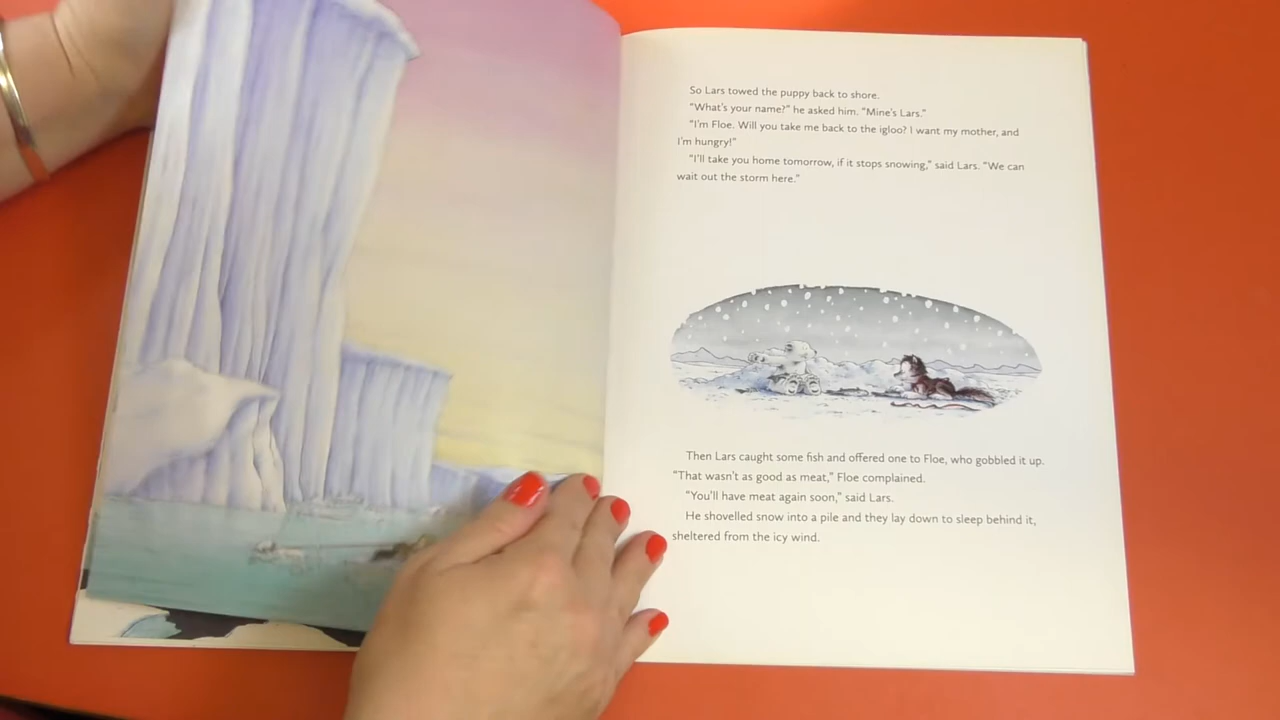 So Lars towed the puppy back to shore.
"What's your name?" he asked him. "Mine's Lars."
"I'm Floe. Will you take me back to the igloo? I want my mother, and
I'm hungry!"
"I'll take you home tomorrow, if it stops snowing," said Lars. "We can
wait out the storm here."
Then Lars caught some fish and offered one to Floe, who gobbled it up.
"That wasn't as good as meat," Floe complained.
"You'll have meat again soon," said Lars.
He shovelled snow into a pile and they lay down to sleep behind it,
sheltered from the icy wind.